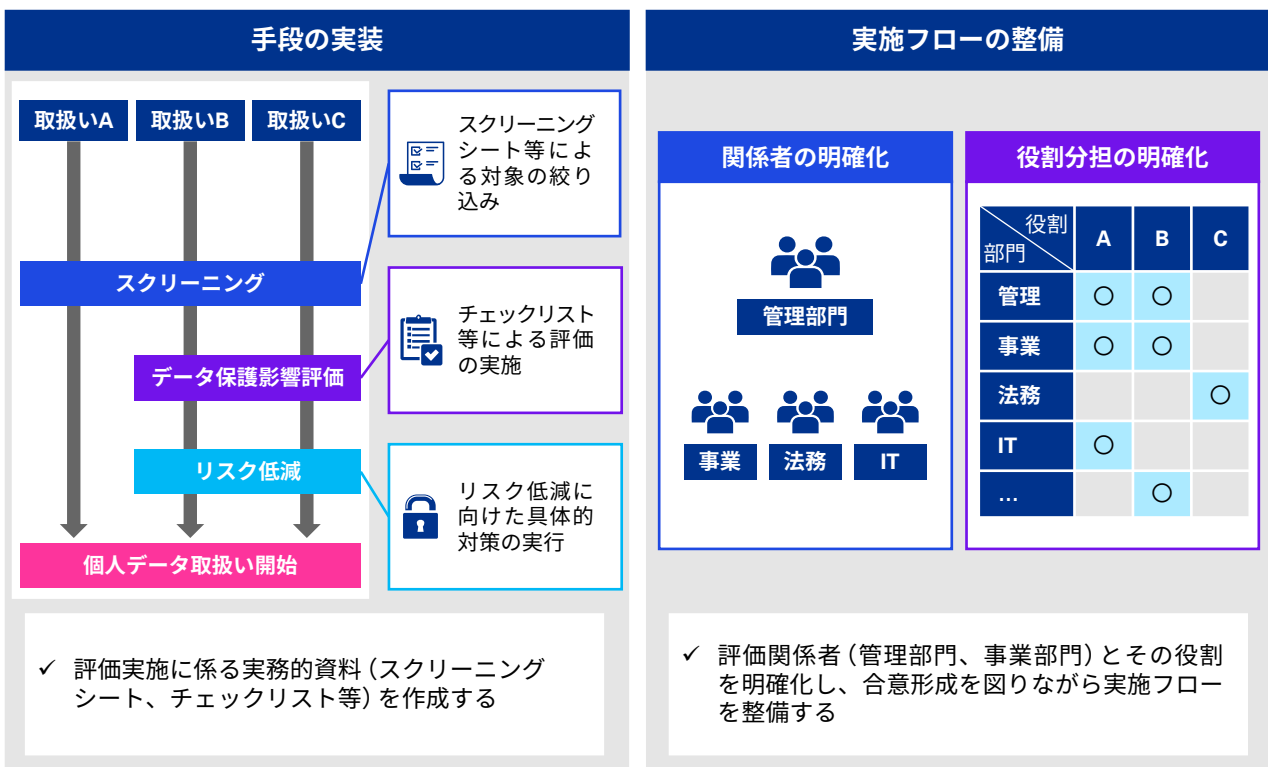 手段の実装
取扱いA
取扱いB
取扱いC
スクリーニング
シート等によ
る対象の絞り
込み
スクリーニング
チェックリスト
等による評価
の実施
データ保護影響評価
リスク低減
リスク低減に
向けた具体的
対策の実行
個人データ取扱い開始
✓ 評価実施に係る実務的資料（スクリーニング
シート、チェックリスト等）を作成する
実施フローの整備
関係者の明確化
管理部門
事業
法務
IT
役割分担の明確化
役割
部門
A B C
管理 〇 〇
事業 〇 〇
法務 〇
IT 〇
… 〇
✓ 評価関係者（管理部門、事業部門）とその役割
を明確化し、合意形成を図りながら実施フロー
を整備する